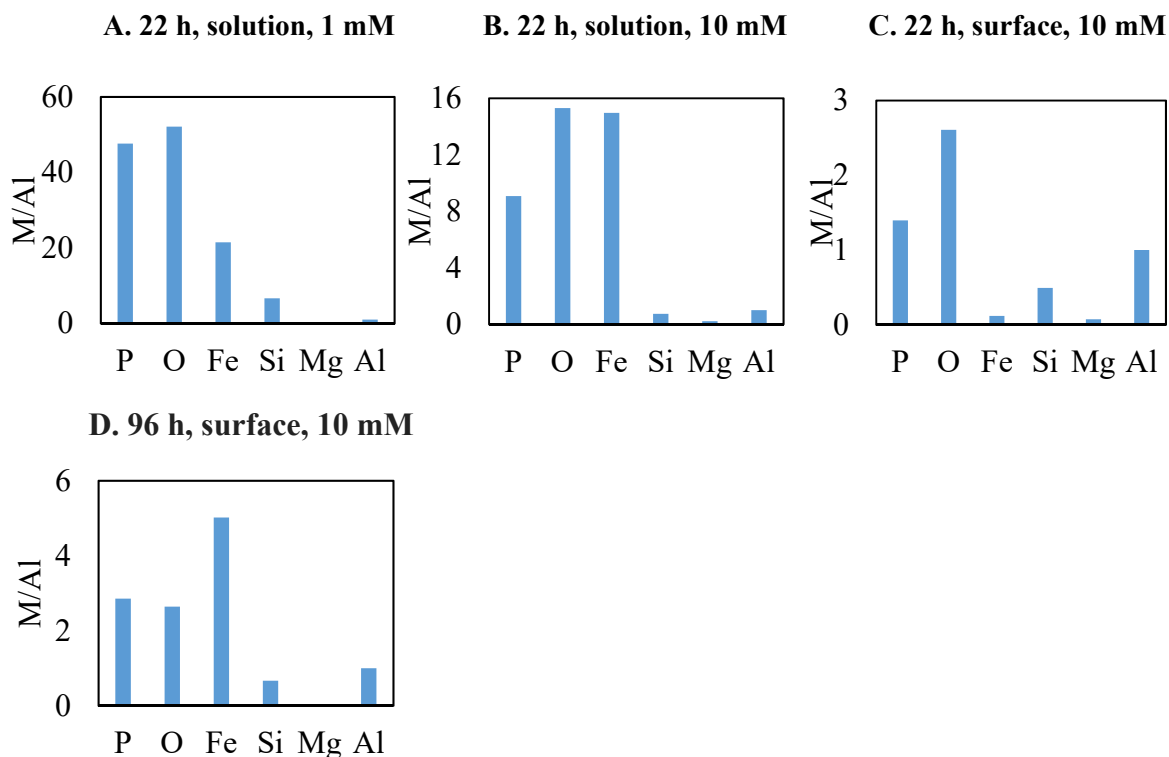 A. 22 h, solution, 1 mM
B. 22 h, solution, 10 mM
C. 22 h, surface, 10 mM
M/Al
60
40
20
0
P O Fe Si Mg Al
M/Al
16
12
8
4
0
P O Fe Si Mg Al
M/Al
3
2
1
0
P O Fe Si Mg Al
D. 96 h, surface, 10 mM
M/Al
6
4
2
0
P O Fe Si Mg Al